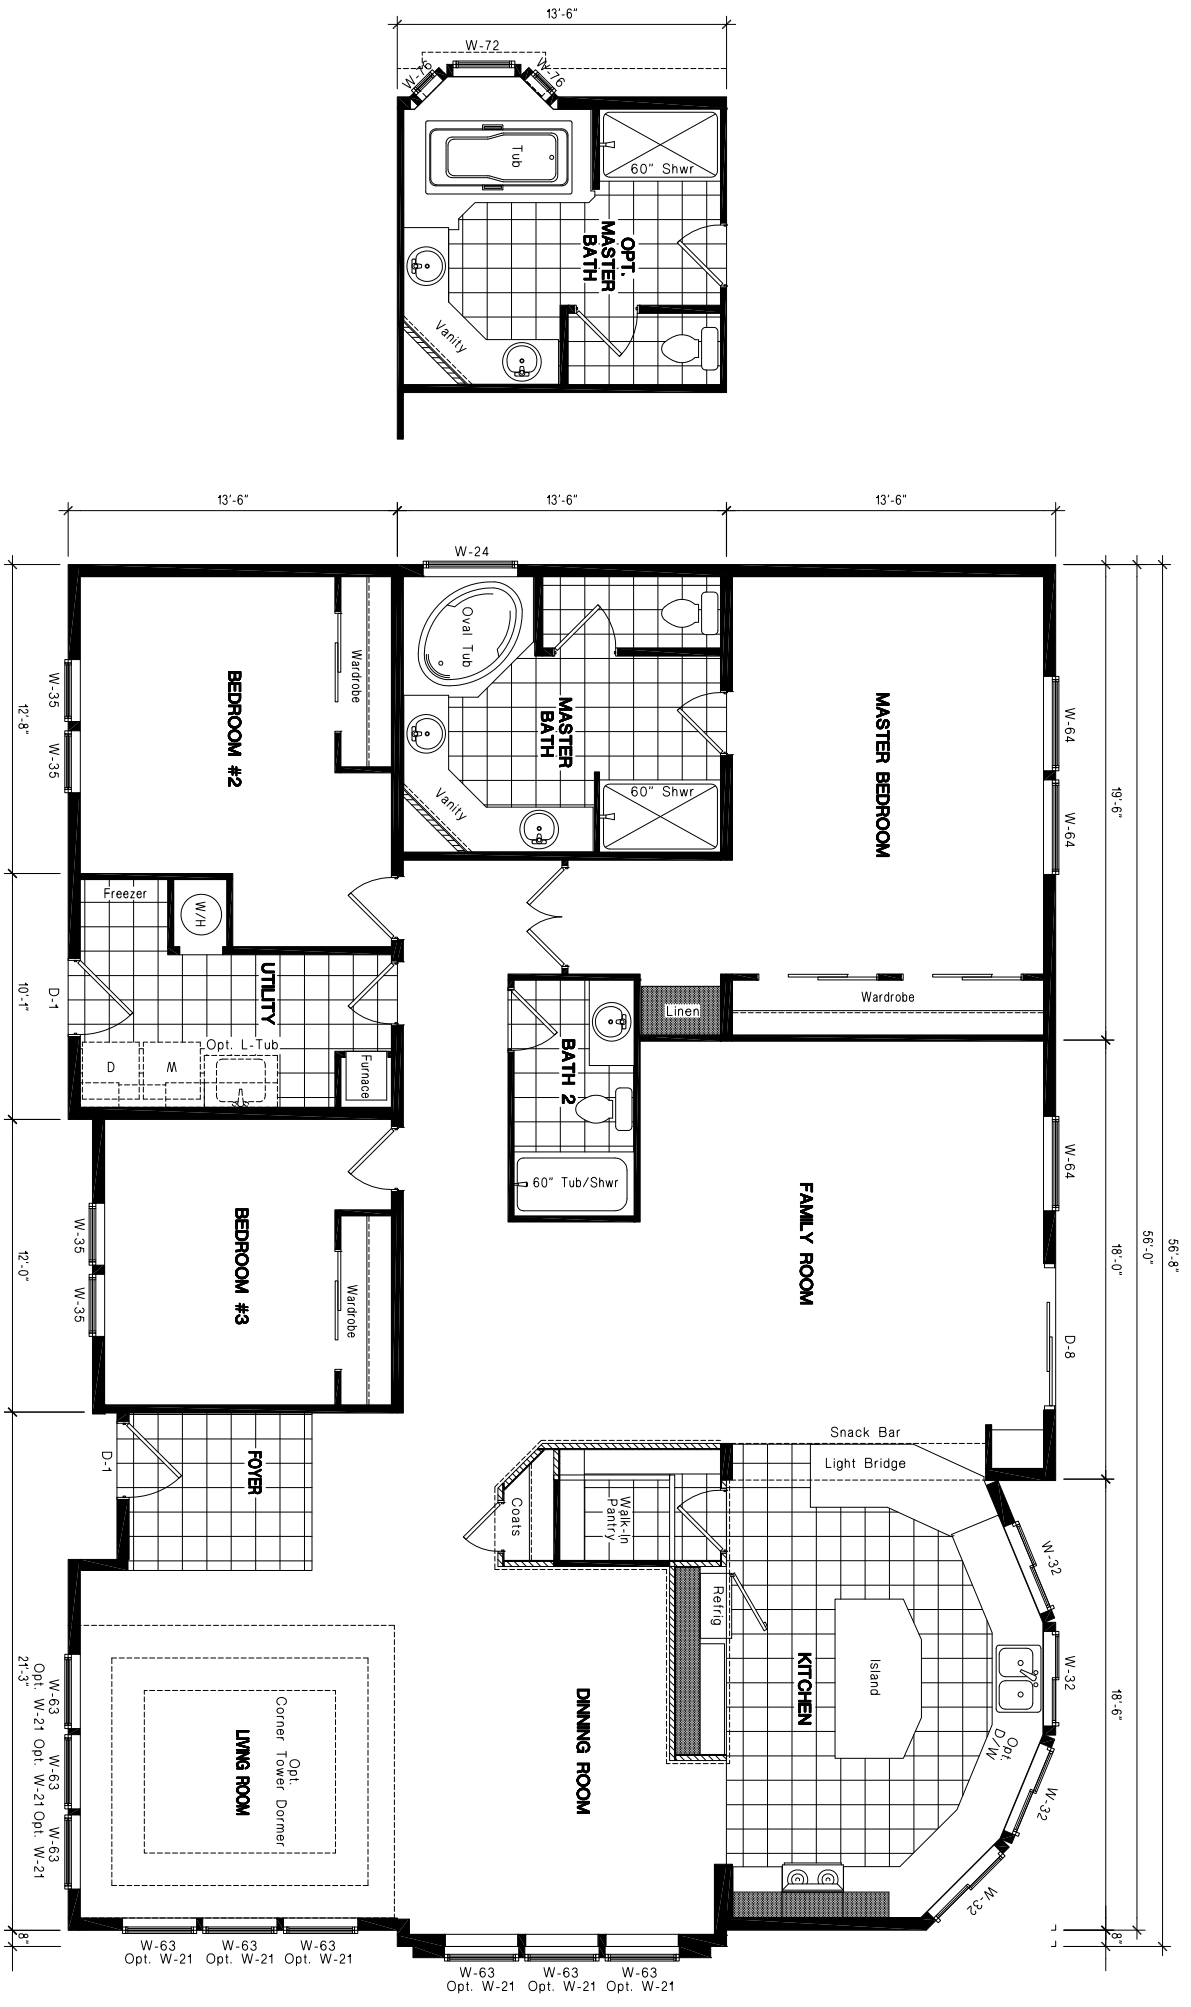 13'-6"
W-72
W-76
W-76
Tub
60" Shwr
OPT.
MASTER
BATH
Vanity
13'-6"
13'-6"
13'-6"
W-24
Oval Tub
Wardrobe
BEDROOM #2
W-35
W-35
12'-8"
MASTER
BATH
60" Shwr
Vanity
MASTER BEDROOM
W-64
W-64
19'-6"
Freezer
W/H
UTILITY
D-1
10'-1"
Opt. L-Tub
D
W
Furnace
Linen
Wardrobe
BATH 2
60" Tub/Shwr
FAMILY ROOM
W-64
18'-0"
56'-0"
56'-8"
D-8
BEDROOM #3
Wardrobe
W-35
W-35
12'-0"
Snack Bar
Light Bridge
FOYER
D-1
Coats
Walk-In
Pantry
Refrig
KITCHEN
Island
Opt.
D/W
W-32
W-32
W-32
W-32
18'-6"
DINNING ROOM
LIVING ROOM
Opt.
Corner Tower Dormer
W-63
Opt. W-21
W-63
Opt. W-21
W-63
Opt. W-21
21'-3"
8"
8"
W-63
Opt. W-21
W-63
Opt. W-21
W-63
Opt. W-21
W-63
Opt. W-21
W-63
Opt. W-21
W-63
Opt. W-21